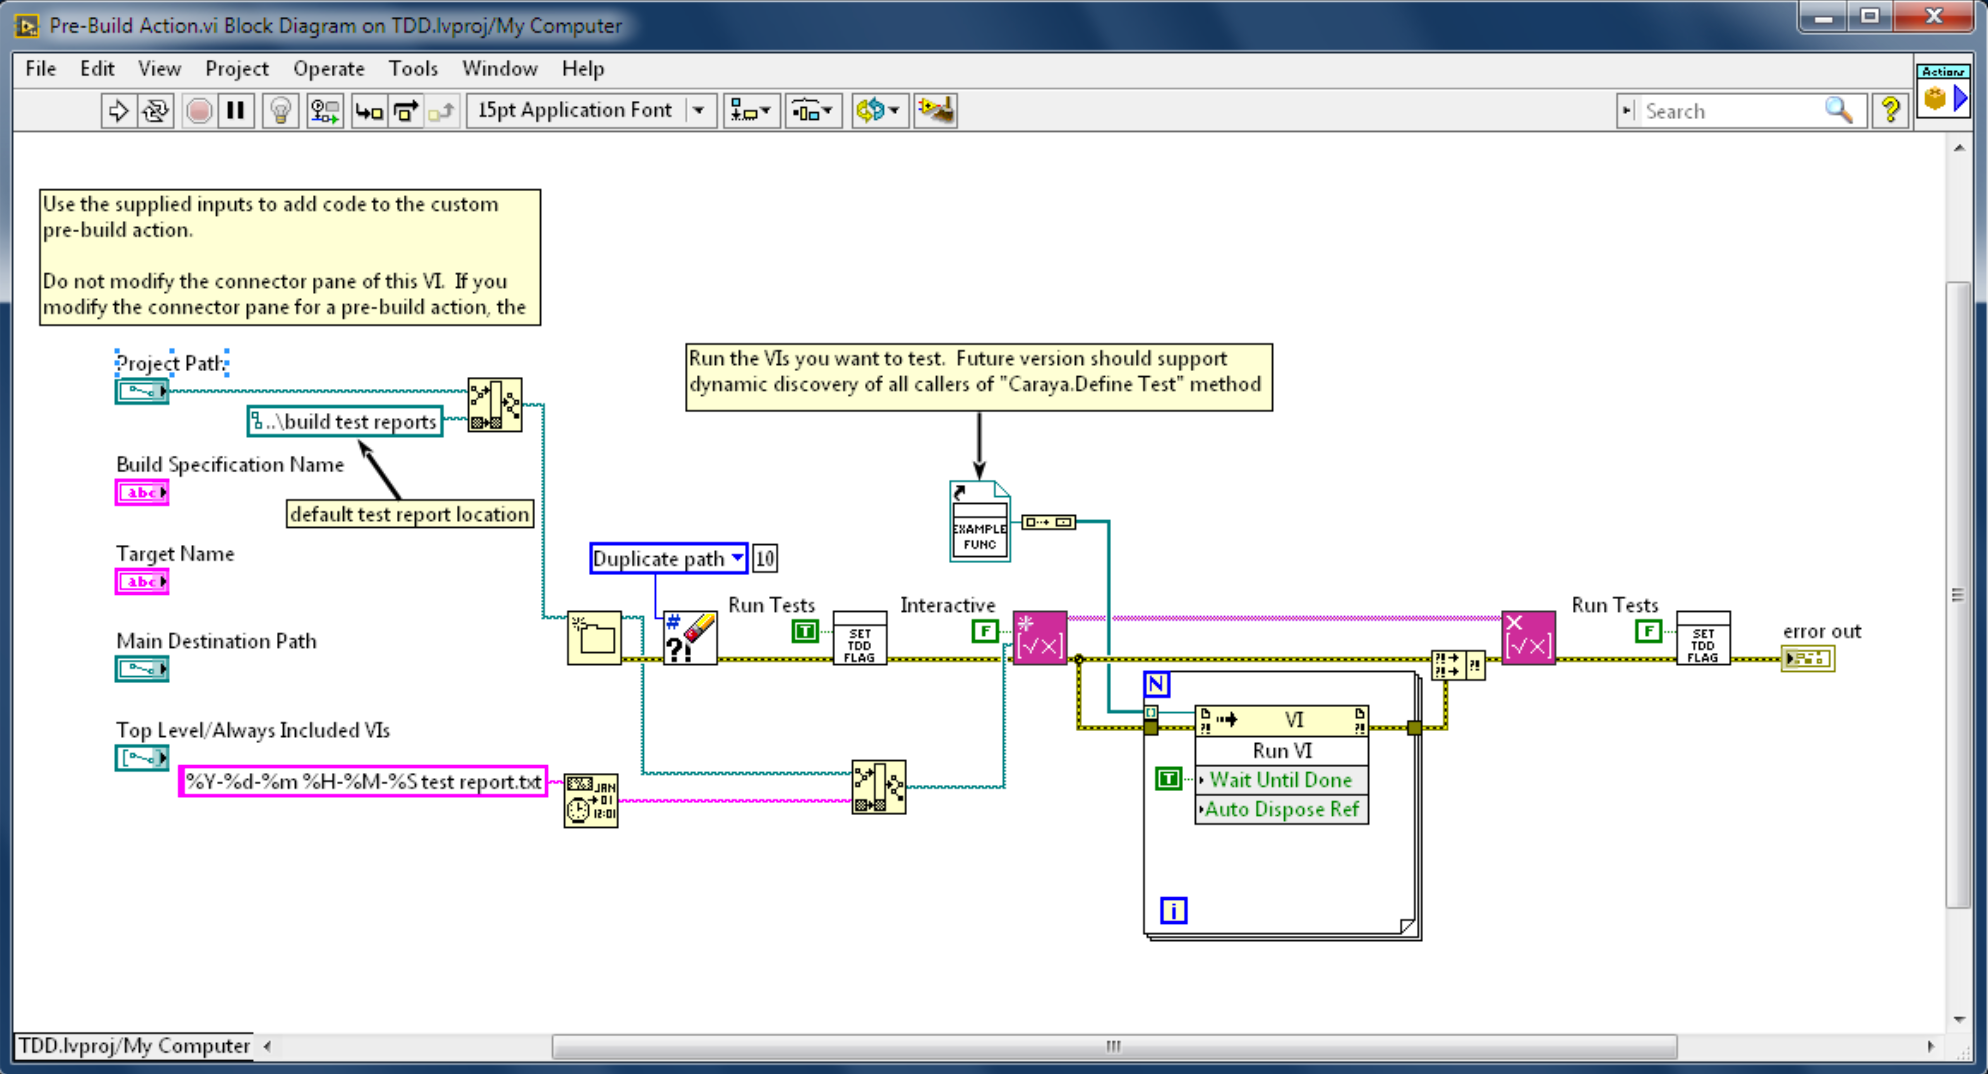 Pre-Build Action.vi Block Diagram on TDD.lvproj/My Computer
File Edit View Project Operate Tools Window Help
15pt Application Font
Search
?
Actions
Use the supplied inputs to add code to the custom
pre-build action.
Do not modify the connector pane of this VI. If you
modify the connector pane for a pre-build action, the
Project Path
..\build test reports
default test report location
Build Specification Name
abc
Target Name
abc
Main Destination Path
Top Level/Always Included VIs
%Y-%d-%m %H-%M-%S test report.txt
JAN
01
12:01
Run the VIs you want to test. Future version should support
dynamic discovery of all callers of "Caraya.Define Test" method
EXAMPLE
FUNC
Duplicate path
10
#
?!
Run Tests
T
SET
TDD
FLAG
Interactive
F
[√X]
N
VI
Run VI
T
Wait Until Done
Auto Dispose Ref
i
X
[√X]
Run Tests
F
SET
TDD
FLAG
error out
TDD.lvproj/My Computer